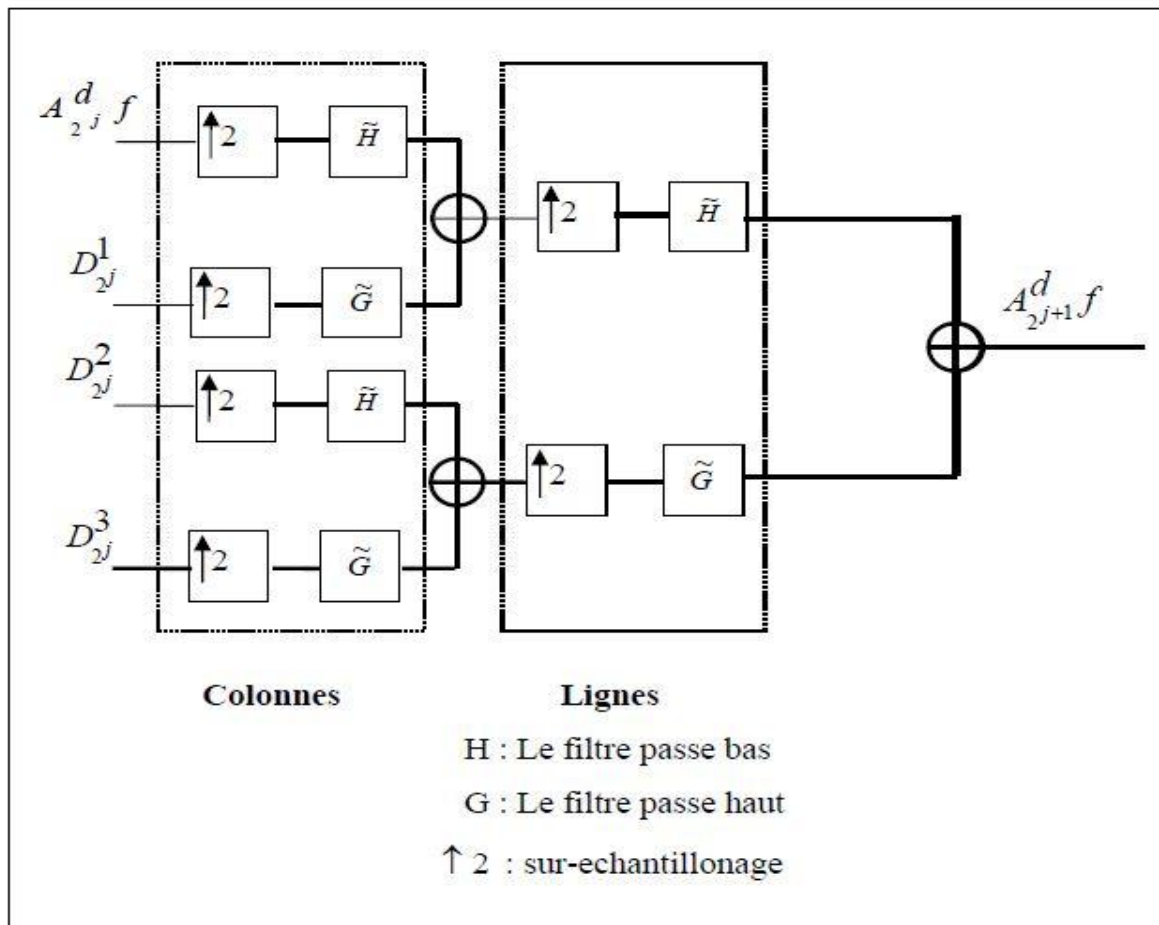 A^d_{2^j} f
↑2 H̃
↑2 H̃
D^1_{2^j}
↑2 G̃
A^d_{2^{j+1}} f
D^2_{2^j}
↑2 H̃
↑2 G̃
D^3_{2^j}
↑2 G̃
Colonnes Lignes
H : Le filtre passe bas
G : Le filtre passe haut
↑ 2 : sur-echantillonage